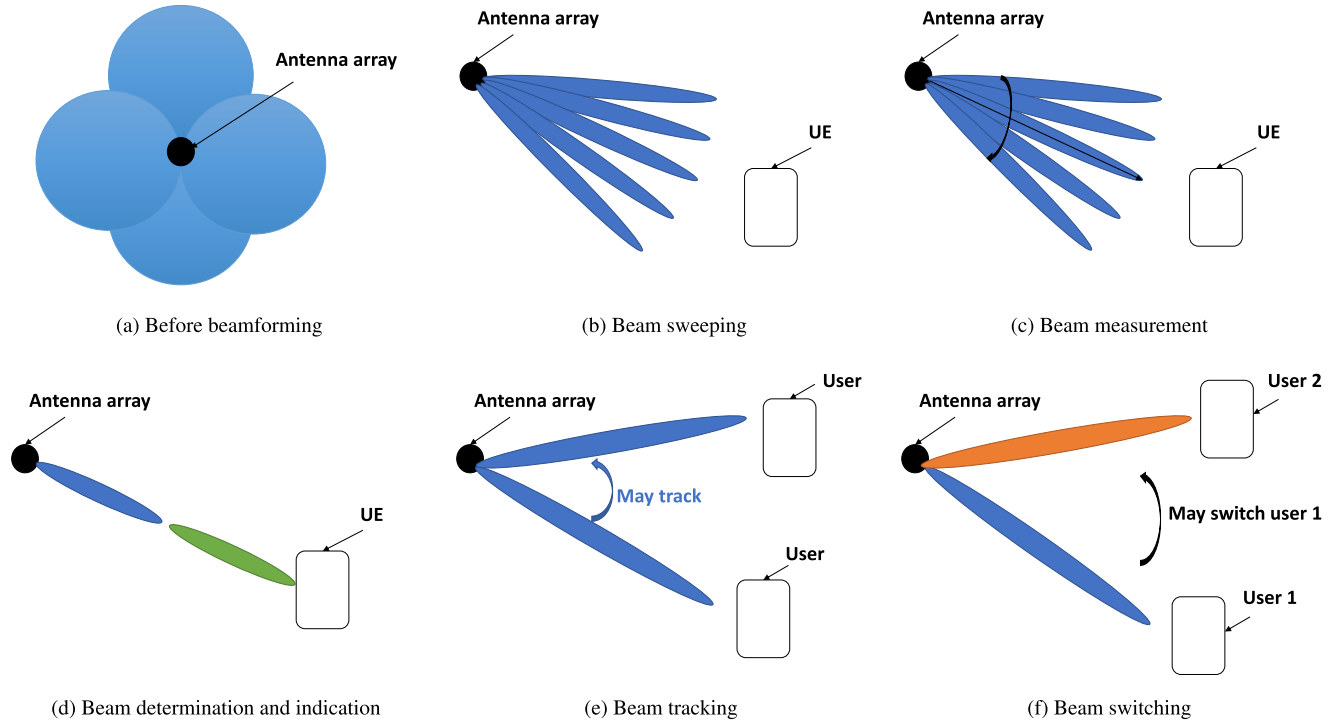 Antenna array
(a) Before beamforming
Antenna array
UE
(b) Beam sweeping
Antenna array
UE
(c) Beam measurement
Antenna array
UE
(d) Beam determination and indication
Antenna array
User
May track
User
(e) Beam tracking
Antenna array
User 2
May switch user 1
User 1
(f) Beam switching